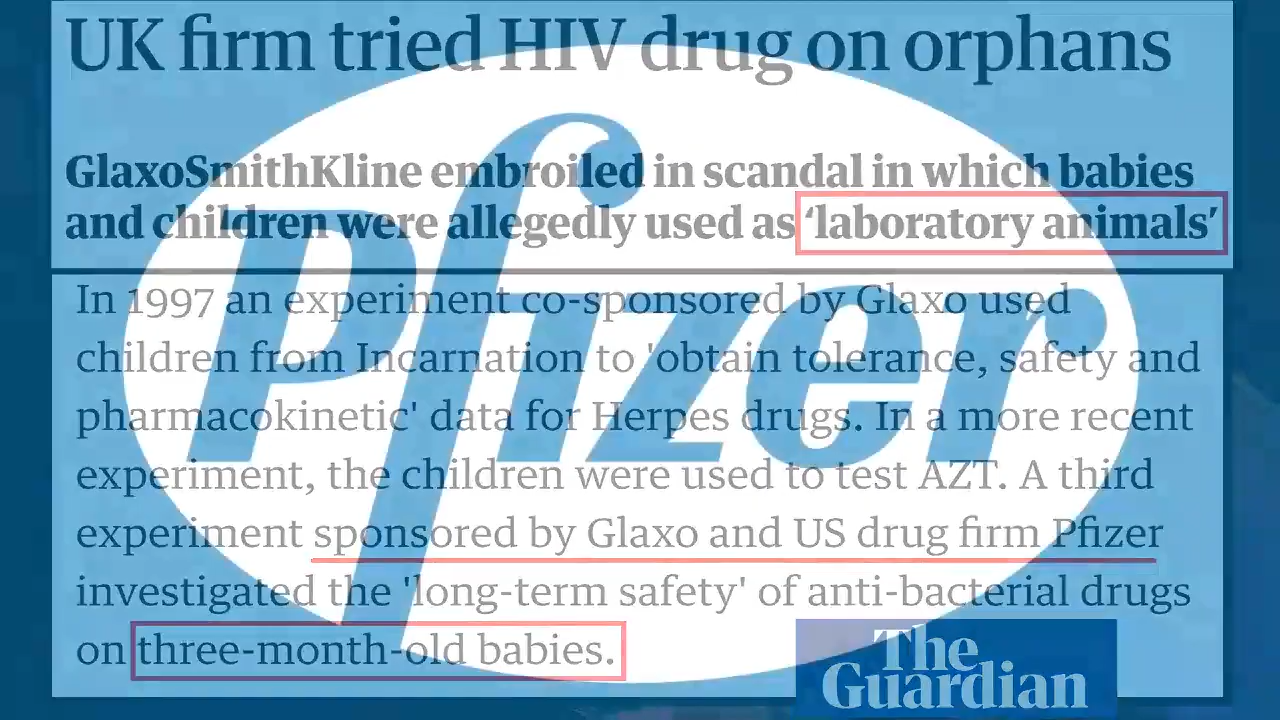 UK firm tried HIV drug on orphans
GlaxoSmithKline embroiled in scandal in which babies
and children were allegedly used as ‘laboratory animals’
In 1997 an experiment co-sponsored by Glaxo used
children from Incarnation to 'obtain tolerance, safety and
pharmacokinetic' data for Herpes drugs. In a more recent
experiment, the children were used to test AZT. A third
experiment sponsored by Glaxo and US drug firm Pfizer
investigated the 'long-term safety' of anti-bacterial drugs
on three-month-old babies.
Pfizer
The
Guardian